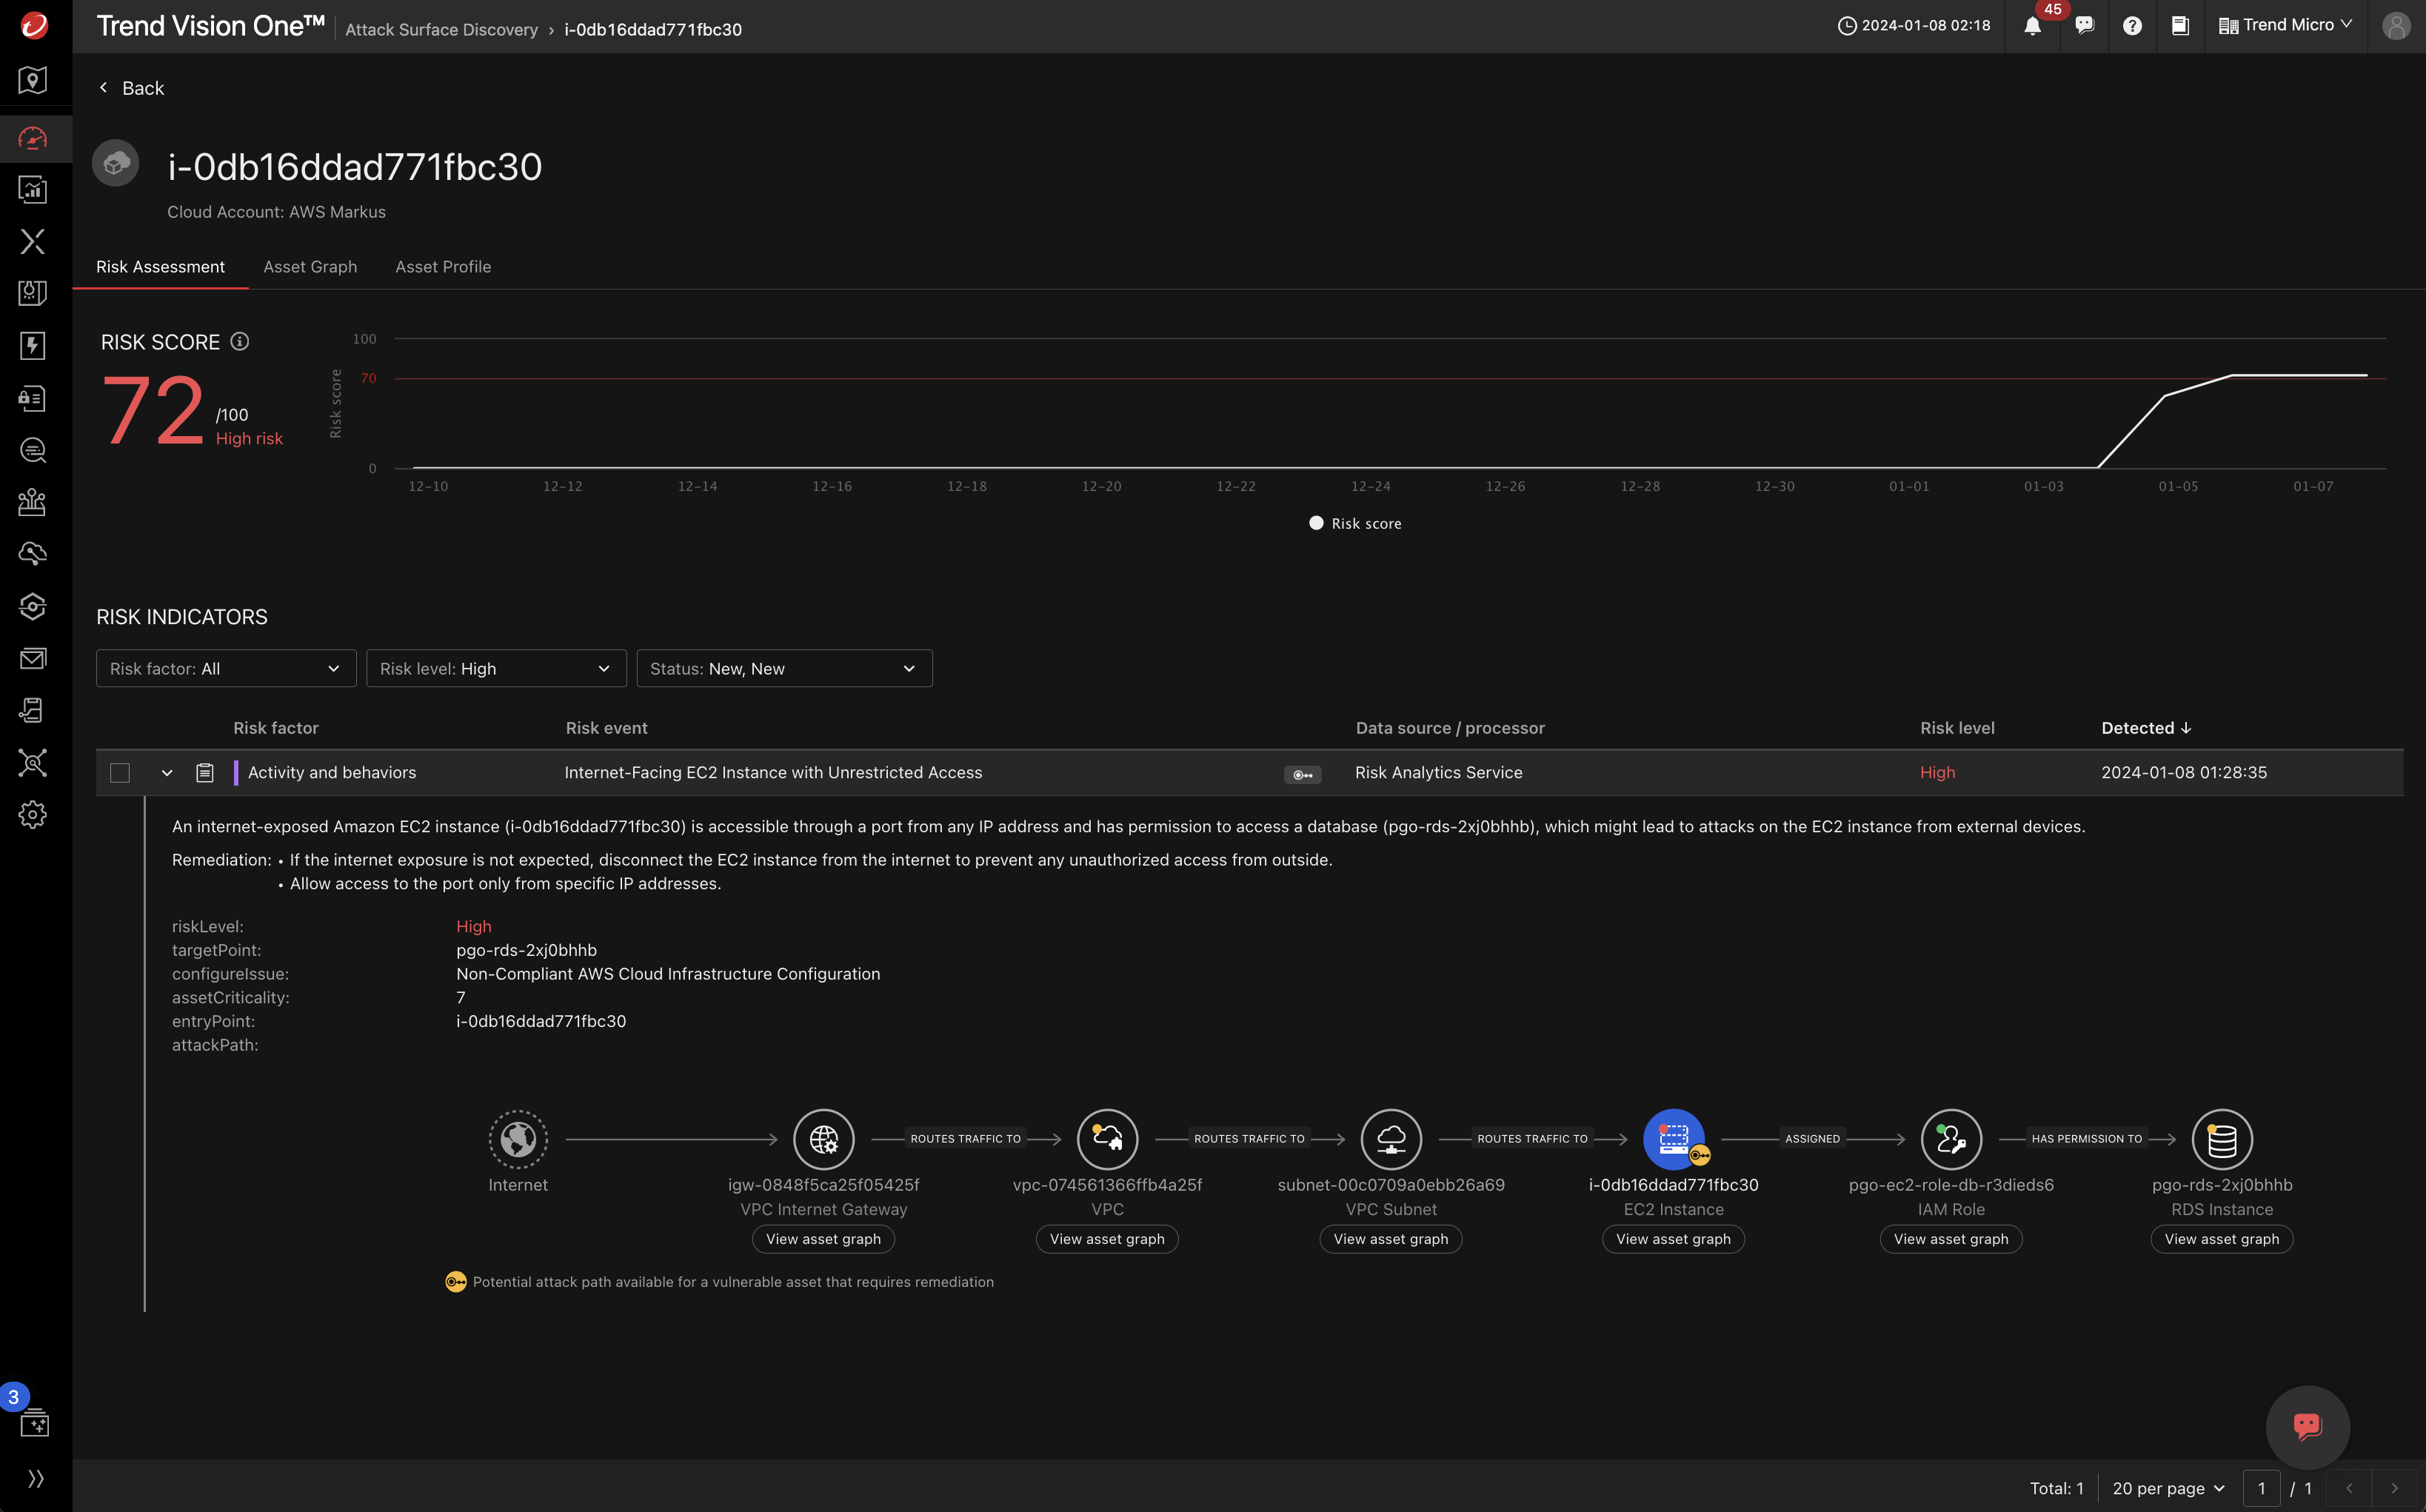 Trend Vision One™ Attack Surface Discovery › i-0db16ddad771fbc30 2024-01-08 02:18 45 Trend Micro
Back
i-0db16ddad771fbc30
Cloud Account: AWS Markus
Risk Assessment Asset Graph Asset Profile
RISK SCORE
72 /100
High risk
Risk score
100
70
0
12-10 12-12 12-14 12-16 12-18 12-20 12-22 12-24 12-26 12-28 12-30 01-01 01-03 01-05 01-07
Risk score
RISK INDICATORS
Risk factor: All Risk level: High Status: New, New
Risk factor Risk event Data source / processor Risk level Detected ↓
Activity and behaviors Internet-Facing EC2 Instance with Unrestricted Access Risk Analytics Service High 2024-01-08 01:28:35
An internet-exposed Amazon EC2 instance (i-0db16ddad771fbc30) is accessible through a port from any IP address and has permission to access a database (pgo-rds-2xj0bhhb), which might lead to attacks on the EC2 instance from external devices.
Remediation: • If the internet exposure is not expected, disconnect the EC2 instance from the internet to prevent any unauthorized access from outside.
• Allow access to the port only from specific IP addresses.
riskLevel: High
targetPoint: pgo-rds-2xj0bhhb
configureIssue: Non-Compliant AWS Cloud Infrastructure Configuration
assetCriticality: 7
entryPoint: i-0db16ddad771fbc30
attackPath:
ROUTES TRAFFIC TO ROUTES TRAFFIC TO ROUTES TRAFFIC TO ASSIGNED HAS PERMISSION TO
Internet igw-0848f5ca25f05425f vpc-074561366ffb4a25f subnet-00c0709a0ebb26a69 i-0db16ddad771fbc30 pgo-ec2-role-db-r3dieds6 pgo-rds-2xj0bhhb
VPC Internet Gateway VPC VPC Subnet EC2 Instance IAM Role RDS Instance
View asset graph View asset graph View asset graph View asset graph View asset graph View asset graph
Potential attack path available for a vulnerable asset that requires remediation
3
Total: 1 20 per page 1 / 1